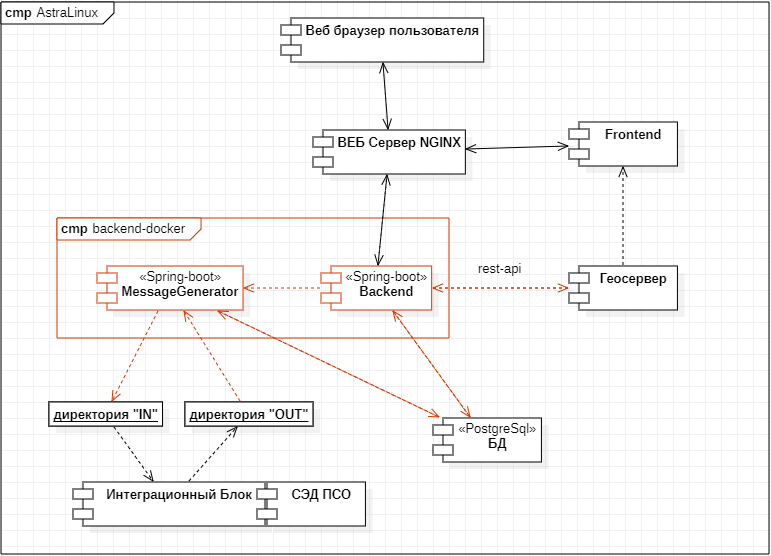 cmp AstraLinux
Веб браузер пользователя
ВЕБ Сервер NGINX
Frontend
cmp backend-docker
«Spring-boot»
MessageGenerator
«Spring-boot»
Backend
rest-api
Геосервер
директория "IN"
директория "OUT"
«PostgreSql»
БД
Интеграционный Блок
СЭД ПСО